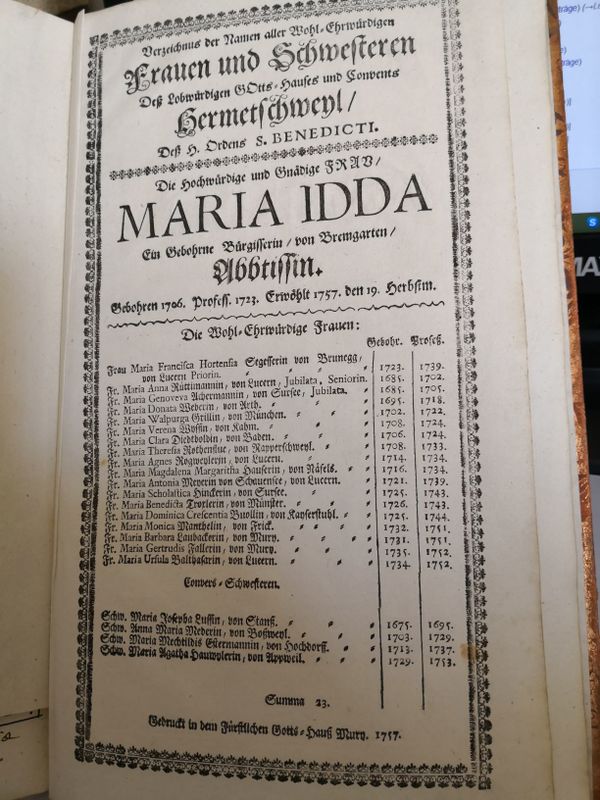 Verzeichnus der Namen aller Wohl-Ehrwürdigen
Frauen und Schwesteren
Deß Lobwürdigen GOtts-Hauses und Convents
Hermetschweyl /
Deß H. Ordens S. BENEDICTI.
Die Hochwürdige und Gnädige FRAV /
MARIA IDDA
Ein Gebohrne Bürgisserin / von Bremgarten /
Abbtissin.
Gebohren 1706. Profess. 1723. Erwählt 1757. den 19. Herbstm.
Die Wohl-Ehrwürdige Frauen:
Gebohr. Profeß.
Frau Maria Francisca Hortensia Segesserin von Brunegg,
von Lucern Priorin. 1723. 1739.
Fr. Maria Anna Rüttimannin, von Lucern, Jubilata, Seniorin. 1685. 1702.
Fr. Maria Genoveva Achermannin, von Sursee, Jubilata. 1685. 1705.
Fr. Maria Donata Weberin, von Arth. 1695. 1718.
Fr. Maria Walpurga Grillin, von München. 1702. 1722.
Fr. Maria Verena Wyssin, von Kahm. 1708. 1724.
Fr. Maria Clara Diedtholdin, von Baden. 1706. 1724.
Fr. Maria Theresia Rothenflue, von Rapperschweyl. 1708. 1733.
Fr. Maria Agnes Rogweylerin, von Lucern. 1714. 1734.
Fr. Maria Magdalena Margaritha Hauserin, von Näfels. 1716. 1734.
Fr. Maria Antonia Meyerin von Schauensee, von Lucern. 1721. 1739.
Fr. Maria Scholastica Hinckerin, von Sursee. 1725. 1743.
Fr. Maria Benedicta von Münster. 1726. 1743.
Fr. Maria Dominica Crescentia Buollin, von Kayserstuhl. 1725. 1744.
Fr. Maria Monica Manthelin, von Frick. 1732. 1751.
Fr. Maria Barbara Laubackerin, von Mury. 1731. 1751.
Fr. Maria Gertrudis Fallerin, von Mury. 1735. 1752.
Fr. Maria Ursula Balthasarin, von Lucern. 1734. 1752.
Convers-Schwesteren.
Schw. Maria Josepha Lussin, von Stanß. 1675. 1695.
Schw. Anna Maria Mederin, von Boßweyl. 1703. 1729.
Schw. Maria Mechtildis Estermannin, von Hochdorff. 1713. 1737.
Schw. Maria Agatha Hauwylerin, von Appweil. 1729. 1753.
Summa 23.
Gedruckt in dem Fürstlichen Gotts-Hauß Mury. 1757.